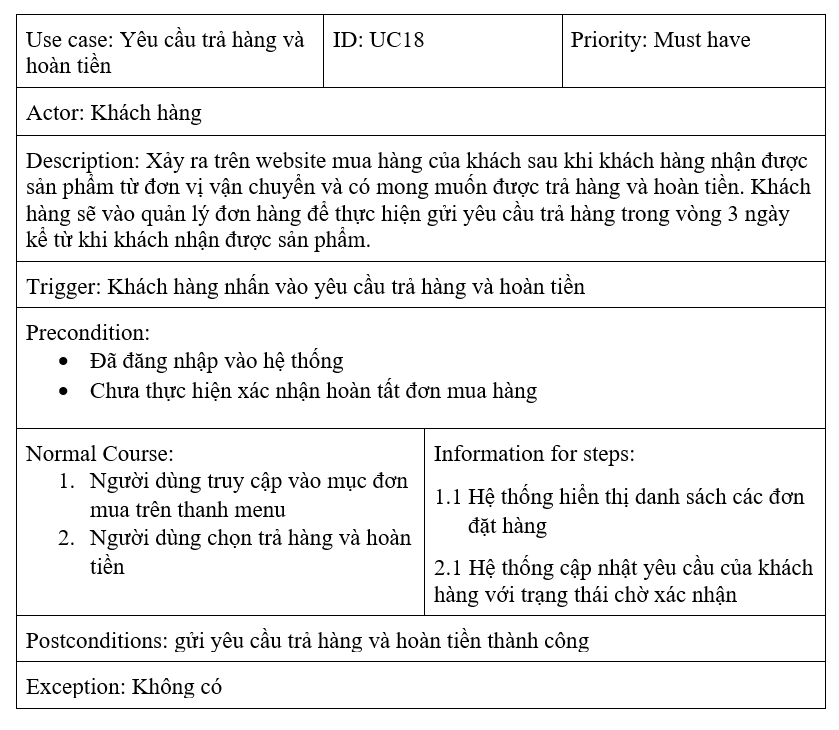 Use case: Yêu cầu trả hàng và
hoàn tiền
ID: UC18
Priority: Must have
Actor: Khách hàng
Description: Xảy ra trên website mua hàng của khách sau khi khách hàng nhận được
sản phẩm từ đơn vị vận chuyển và có mong muốn được trả hàng và hoàn tiền. Khách
hàng sẽ vào quản lý đơn hàng để thực hiện gửi yêu cầu trả hàng trong vòng 3 ngày
kể từ khi khách nhận được sản phẩm.
Trigger: Khách hàng nhấn vào yêu cầu trả hàng và hoàn tiền
Precondition:
• Đã đăng nhập vào hệ thống
• Chưa thực hiện xác nhận hoàn tất đơn mua hàng
Normal Course:
1. Người dùng truy cập vào mục đơn
mua trên thanh menu
2. Người dùng chọn trả hàng và hoàn
tiền
Information for steps:
1.1 Hệ thống hiển thị danh sách các đơn
đặt hàng
2.1 Hệ thống cập nhật yêu cầu của khách
hàng với trạng thái chờ xác nhận
Postconditions: gửi yêu cầu trả hàng và hoàn tiền thành công
Exception: Không có